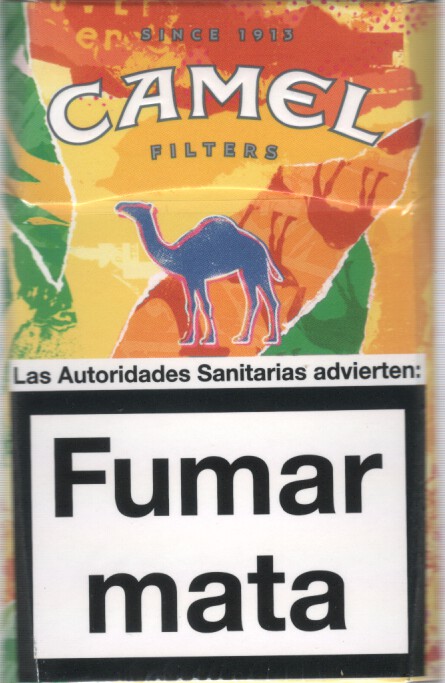 SINCE 1913
CAMEL
FILTERS
Las Autoridades Sanitarias advierten:
Fumar
mata